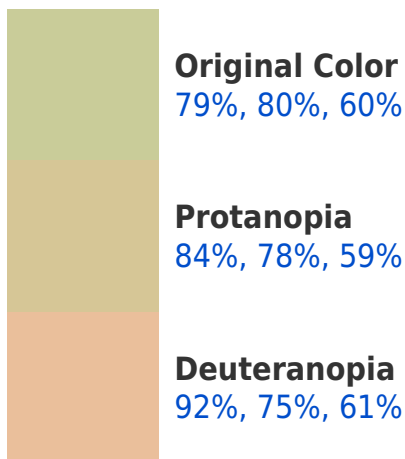 Original Color
79%, 80%, 60%
Protanopia
84%, 78%, 59%
Deuteranopia
92%, 75%, 61%